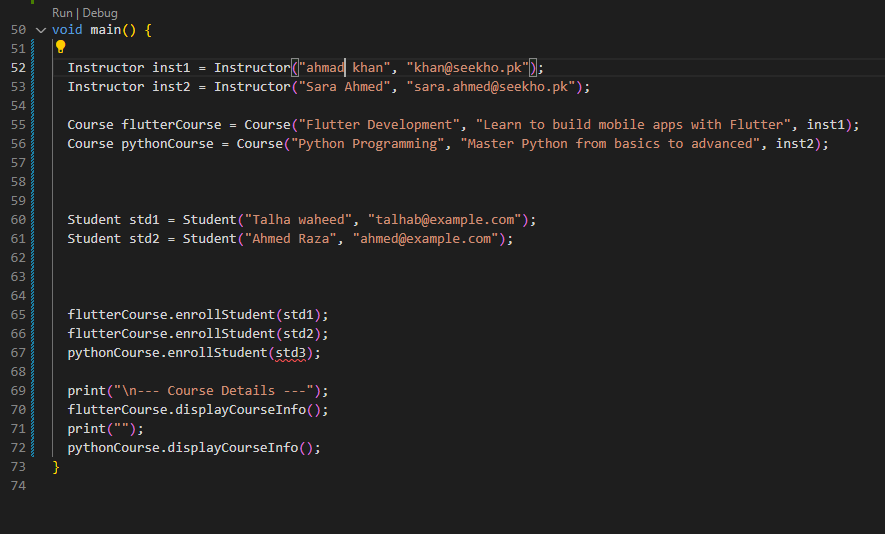 Run | Debug
50 void main() {
51
52 Instructor inst1 = Instructor("ahmad khan", "khan@seekho.pk");
53 Instructor inst2 = Instructor("Sara Ahmed", "sara.ahmed@seekho.pk");
54
55 Course flutterCourse = Course("Flutter Development", "Learn to build mobile apps with Flutter", inst1);
56 Course pythonCourse = Course("Python Programming", "Master Python from basics to advanced", inst2);
57
58
59
60 Student std1 = Student("Talha waheed", "talhab@example.com");
61 Student std2 = Student("Ahmed Raza", "ahmed@example.com");
62
63
64
65 flutterCourse.enrollStudent(std1);
66 flutterCourse.enrollStudent(std2);
67 pythonCourse.enrollStudent(std3);
68
69 print("\n--- Course Details ---");
70 flutterCourse.displayCourseInfo();
71 print("");
72 pythonCourse.displayCourseInfo();
73 }
74